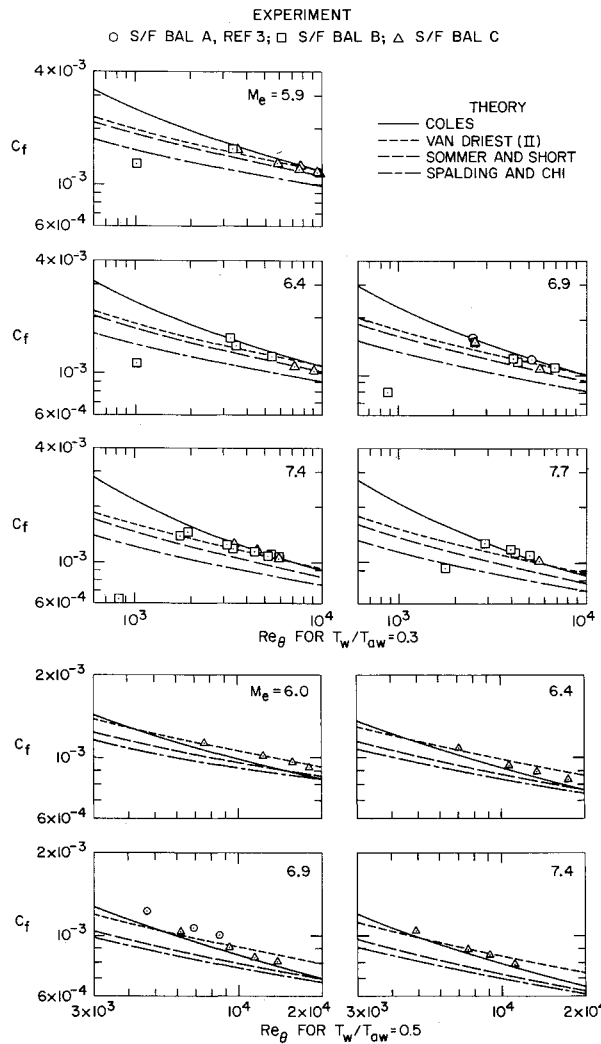 EXPERIMENT
○ S/F BAL A, REF 3; □ S/F BAL B; △ S/F BAL C
4×10⁻³
Mₑ = 5.9
C_f
10⁻³
6×10⁻⁴
THEORY
COLES
VAN DRIEST (II)
SOMMER AND SHORT
SPALDING AND CHI
4×10⁻³
6.4
6.9
C_f
10⁻³
6×10⁻⁴
4×10⁻³
7.4
7.7
C_f
10⁻³
6×10⁻⁴
10³ 10⁴ 10³ 10⁴
Re_θ FOR T_w/T_aw = 0.3
2×10⁻³
Mₑ = 6.0
6.4
C_f
10⁻³
6×10⁻⁴
2×10⁻³
6.9
7.4
C_f
10⁻³
6×10⁻⁴
3×10³ 10⁴ 2×10⁴ 3×10³ 10⁴ 2×10⁴
Re_θ FOR T_w/T_aw = 0.5